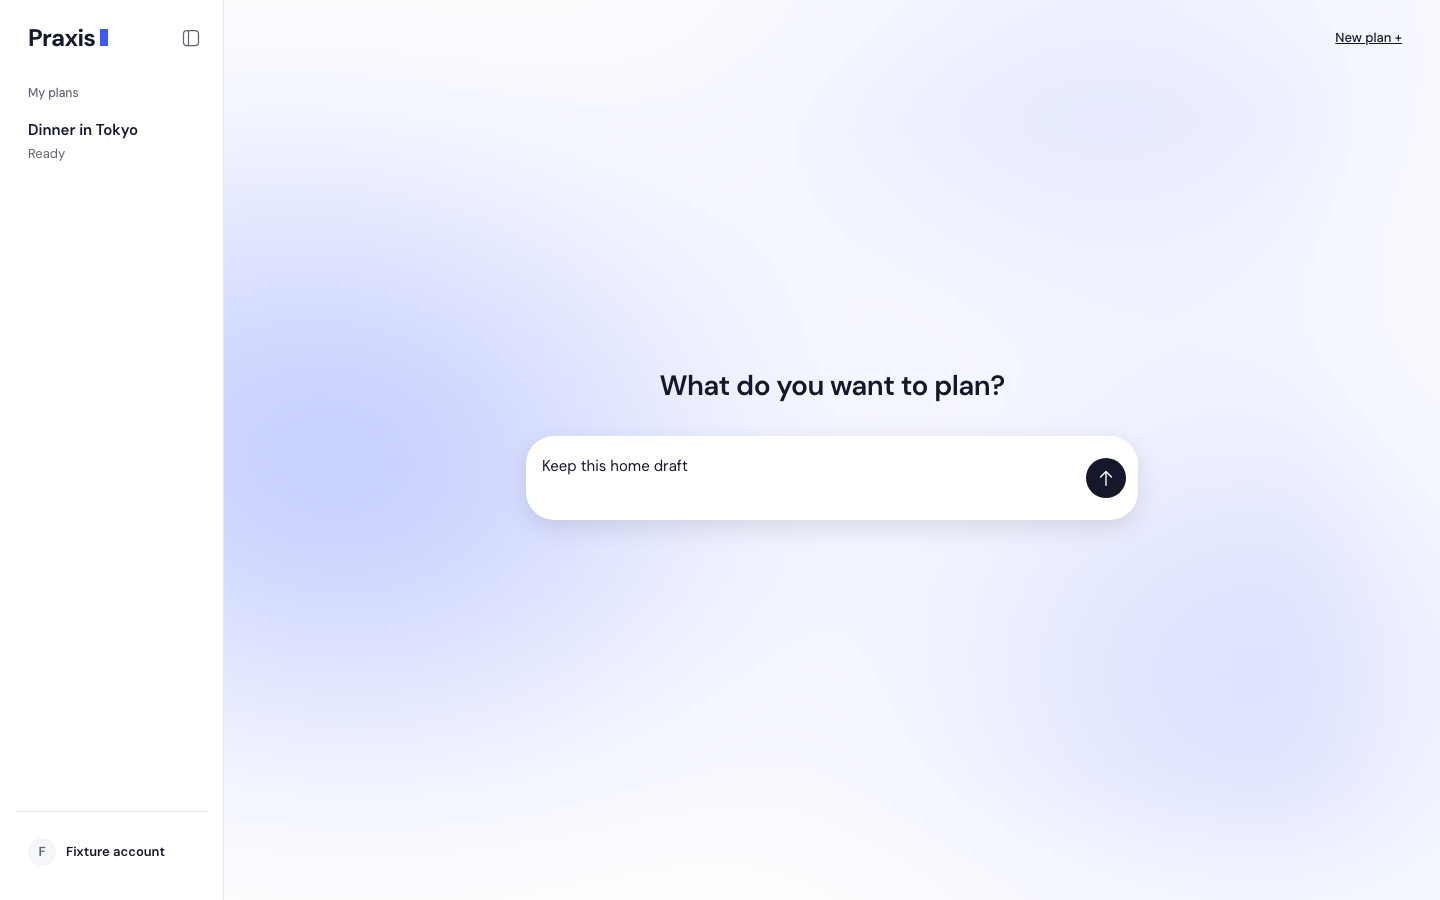 Praxis
New plan +
My plans
Dinner in Tokyo
Ready
What do you want to plan?
Keep this home draft
F
Fixture account